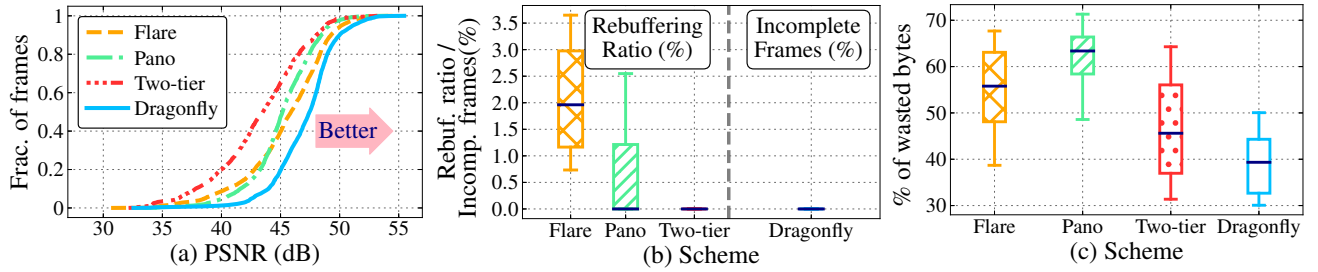 Frac. of frames
1
0.8
0.6
0.4
0.2
0
Flare
Pano
Two-tier
Dragonfly
Better
30
35
40
45
50
55
(a) PSNR (dB)
Rebuf. ratio /
Incomp. frames(%)
3.5
3.0
2.5
2.0
1.5
1.0
0.5
0.0
Rebuffering
Ratio (%)
Incomplete
Frames (%)
Flare
Pano
Two-tier
Dragonfly
(b) Scheme
% of wasted bytes
70
60
50
40
30
Flare
Pano
Two-tier
Dragonfly
(c) Scheme